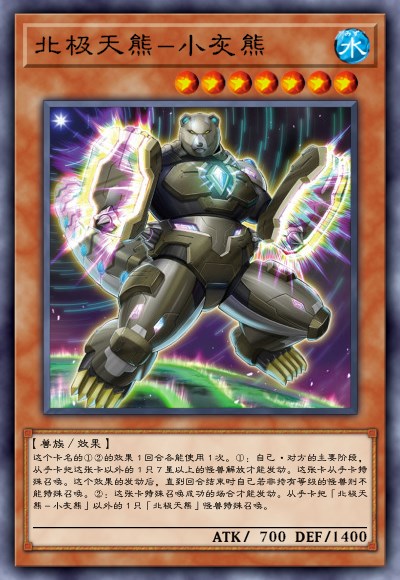 北极天熊-小灰熊
みず
水
【兽族/效果】
这个卡名的①②的效果1回合各能使用1次。①：自己·对方的主要阶段，
从手卡把这张卡以外的1只7星以上的怪兽解放才能发动。这张卡从手卡特
殊召唤。这个效果的发动后，直到回合结束时自己若非持有等级的怪兽则不
能特殊召唤。②：这张卡特殊召唤成功的场合才能发动。从手卡把「北极天熊
-小灰熊」以外的1只「北极天熊」怪兽特殊召唤。
ATK/ 700 DEF/1400